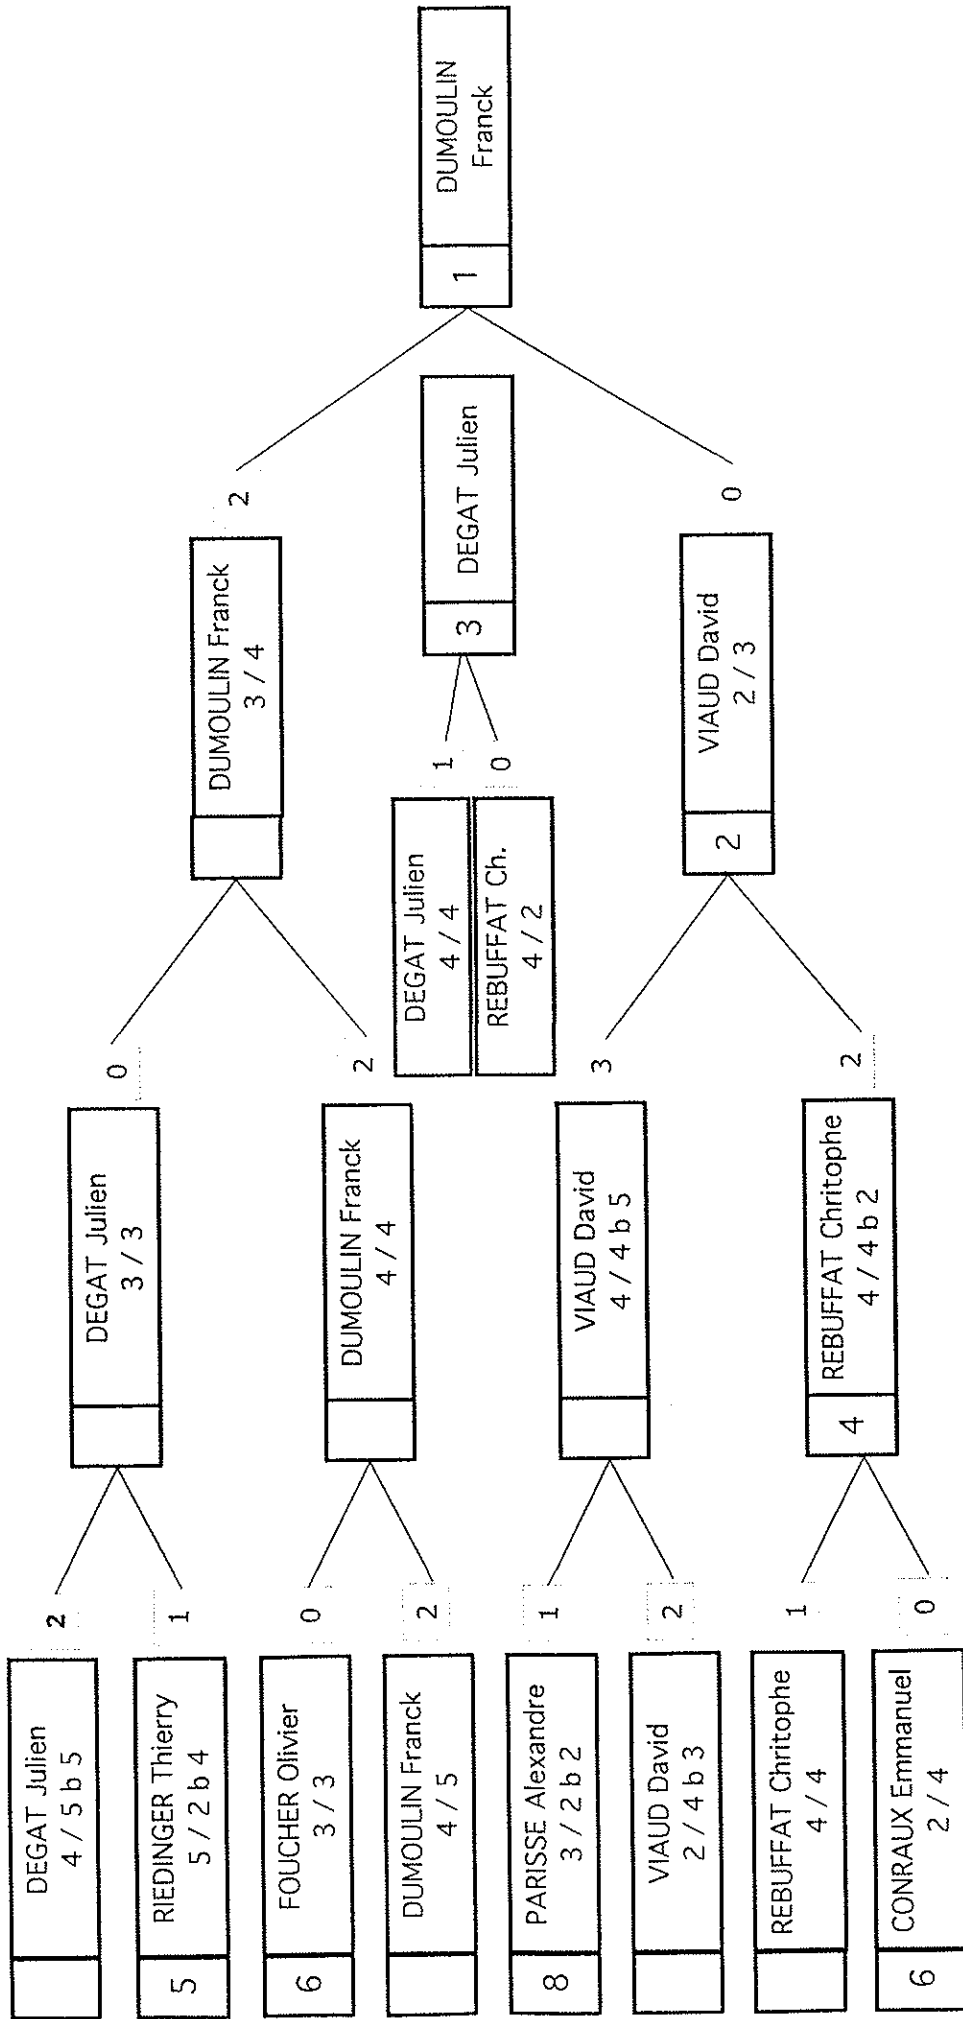 DEGAT Julien
4 / 5 b 5
2
5
RIEDINGER Thierry
5 / 2 b 4
1
6
FOUCHER Olivier
3 / 3
0
DUMOULIN Franck
4 / 5
2
8
PARISSE Alexandre
3 / 2 b 2
1
VIAUD David
2 / 4 b 3
2
REBUFFAT Chritophe
4 / 4
1
6
CONRAUX Emmanuel
2 / 4
0
DEGAT Julien
3 / 3
0
DUMOULIN Franck
4 / 4
2
VIAUD David
4 / 4 b 5
3
4
REBUFFAT Chritophe
4 / 4 b 2
2
DEGAT Julien
4 / 4
1
REBUFFAT Ch.
4 / 2
0
DUMOULIN Franck
3 / 4
2
3
DEGAT Julien
2
VIAUD David
2 / 3
0
1
DUMOULIN
Franck